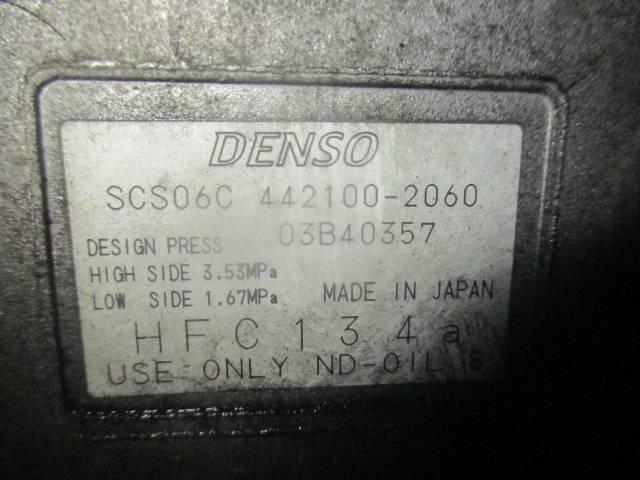 DENSO
SCS06C 442100-2060
DESIGN PRESS 03B40357
HIGH SIDE 3.53MPa
LOW SIDE 1.67MPa MADE IN JAPAN
HFC134a
USE ONLY ND-OIL 8